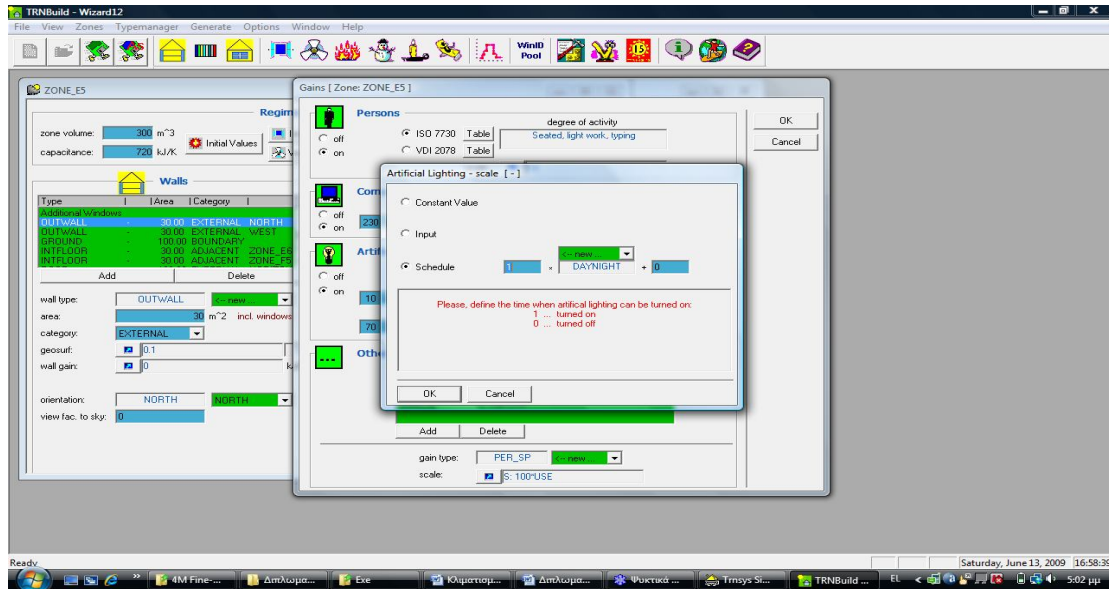 TRNBuild - Wizard12
File View Zones Typemanager Generate Options Window Help
WinID Pool
15
ZONE_E5
Regim
zone volume: 300 m^3
Initial Values
capacitance: 720 kJ/K
Walls
Type | | Area | Category |
Additional Windows
OUTWALL - 30.00 EXTERNAL NORTH
OUTWALL - 30.00 EXTERNAL WEST
GROUND - 100.00 BOUNDARY
INTFLOOR - 30.00 ADJACENT ZONE_E6
INTFLOOR - 30.00 ADJACENT ZONE_F5
Add Delete
wall type: OUTWALL <-- new ...
area: 30 m^2 incl. windows
category: EXTERNAL
geosurf: 0.1
wall gain: 0
orientation: NORTH NORTH
view fac. to sky: 0
Gains [ Zone: ZONE_E5 ]
Persons
off
on
ISO 7730 Table
VDI 2078 Table
degree of activity
Seated, light work, typing
OK
Cancel
Com
off
on
230
Artif
off
on
10
70
Oth
Add Delete
gain type: PER_SP <-- new ...
scale: S: 100*USE
Artificial Lighting - scale [ - ]
Constant Value
Input
<-- new ...
Schedule 1 * DAYNIGHT + 0
Please, define the time when artifical lighting can be turned on:
1 ... turned on
0 ... turned off
OK Cancel
Ready
Saturday, June 13, 2009 16:58:39
4M Fine-... Διπλωμα... Exe Κλιματισμ... Διπλωμα... Ψυκτικά ... Trnsys Si... TRNBuild ... EL 5:02 μμ